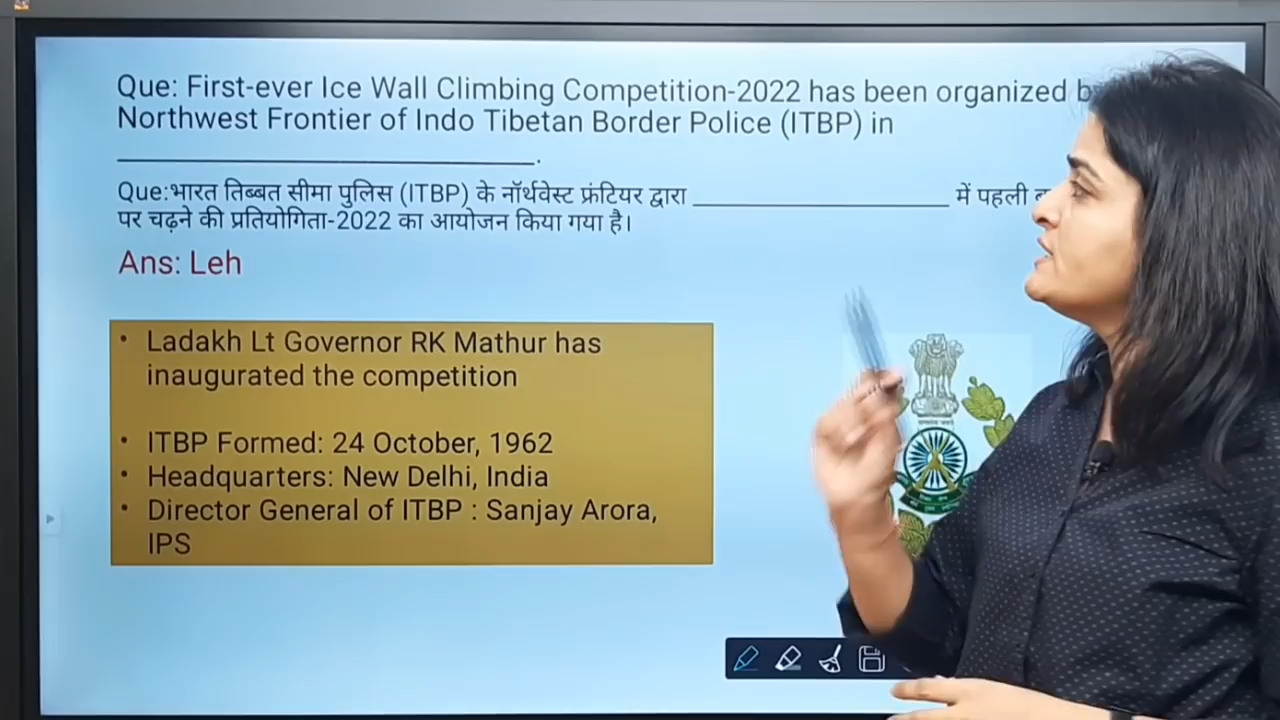 Que: First-ever Ice Wall Climbing Competition-2022 has been organized
Northwest Frontier of Indo Tibetan Border Police (ITBP) in
____________________.
Que:भारत तिब्बत सीमा पुलिस (ITBP) के नॉर्थवेस्ट फ्रंटियर द्वारा ____________ में पहली
पर चढ़ने की प्रतियोगिता-2022 का आयोजन किया गया है।
Ans: Leh
• Ladakh Lt Governor RK Mathur has
inaugurated the competition
• ITBP Formed: 24 October, 1962
• Headquarters: New Delhi, India
• Director General of ITBP : Sanjay Arora,
IPS